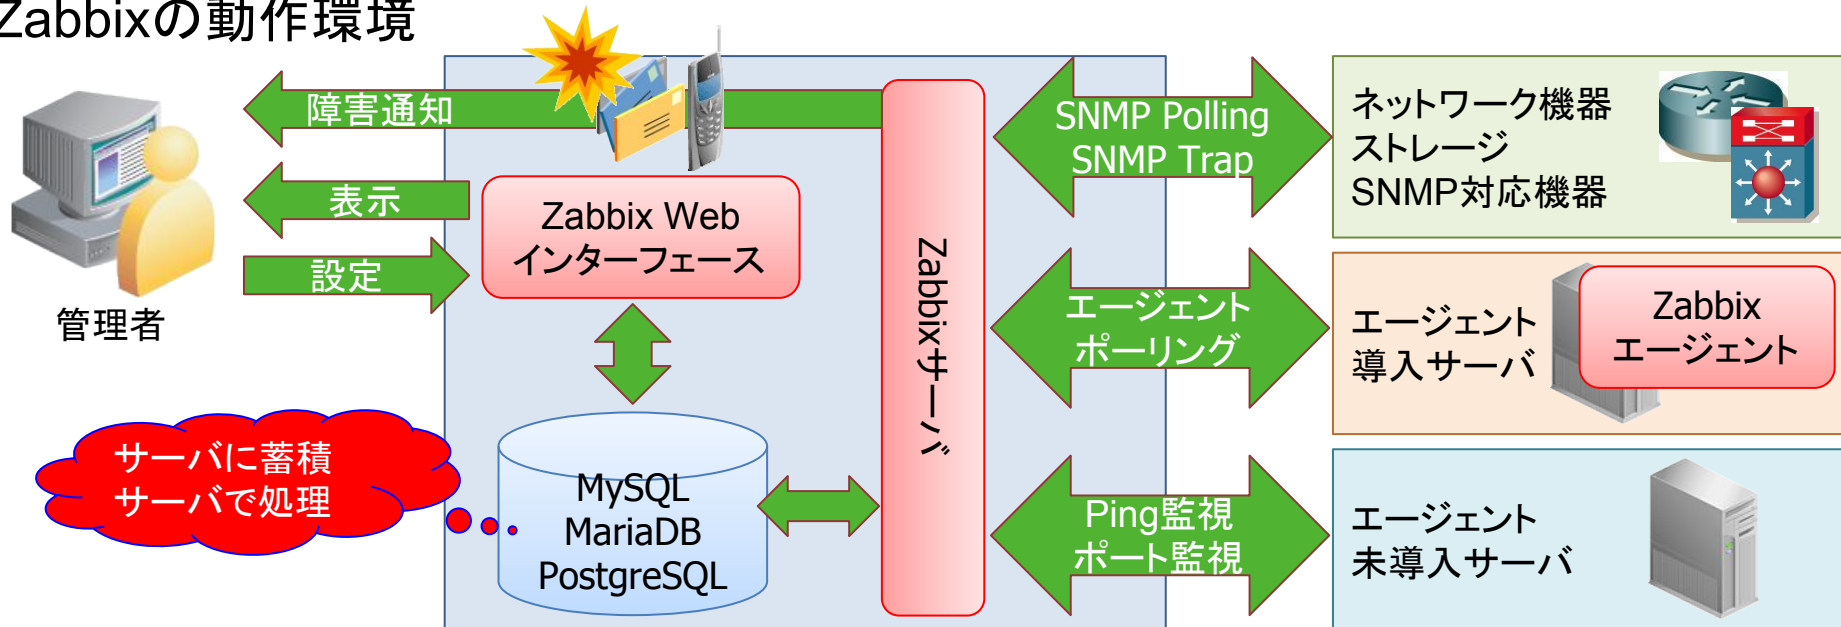 Zabbixの動作環境
障害通知
表示
設定
管理者
Zabbix Web
インターフェース
サーバに蓄積
サーバで処理
MySQL
MariaDB
PostgreSQL
Zabbixサーバ
SNMP Polling
SNMP Trap
エージェント
ポーリング
Ping監視
ポート監視
ネットワーク機器
ストレージ
SNMP対応機器
エージェント
導入サーバ
Zabbix
エージェント
エージェント
未導入サーバ